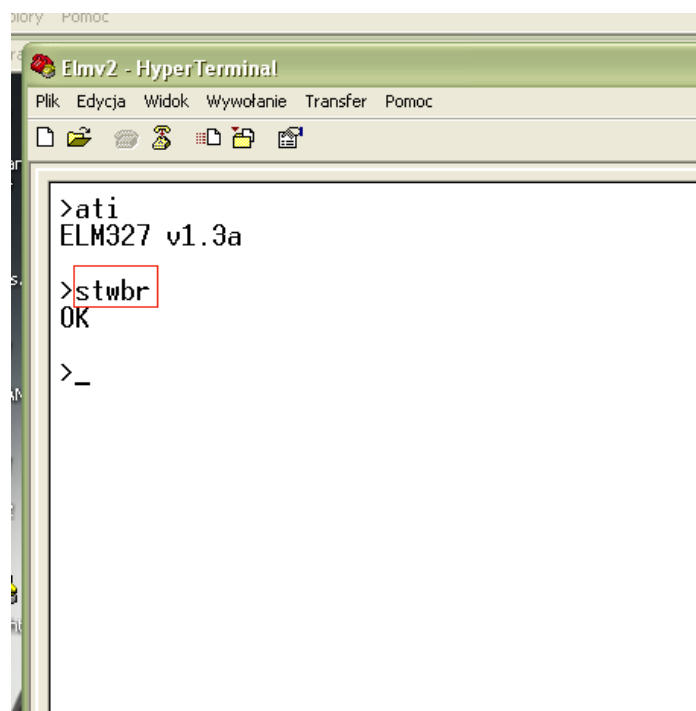 Pomoc
Elmv2 - HyperTerminal
Plik Edycja Widok Wywołanie Transfer Pomoc
>ati
ELM327 v1.3a
>stwbr
OK
>_